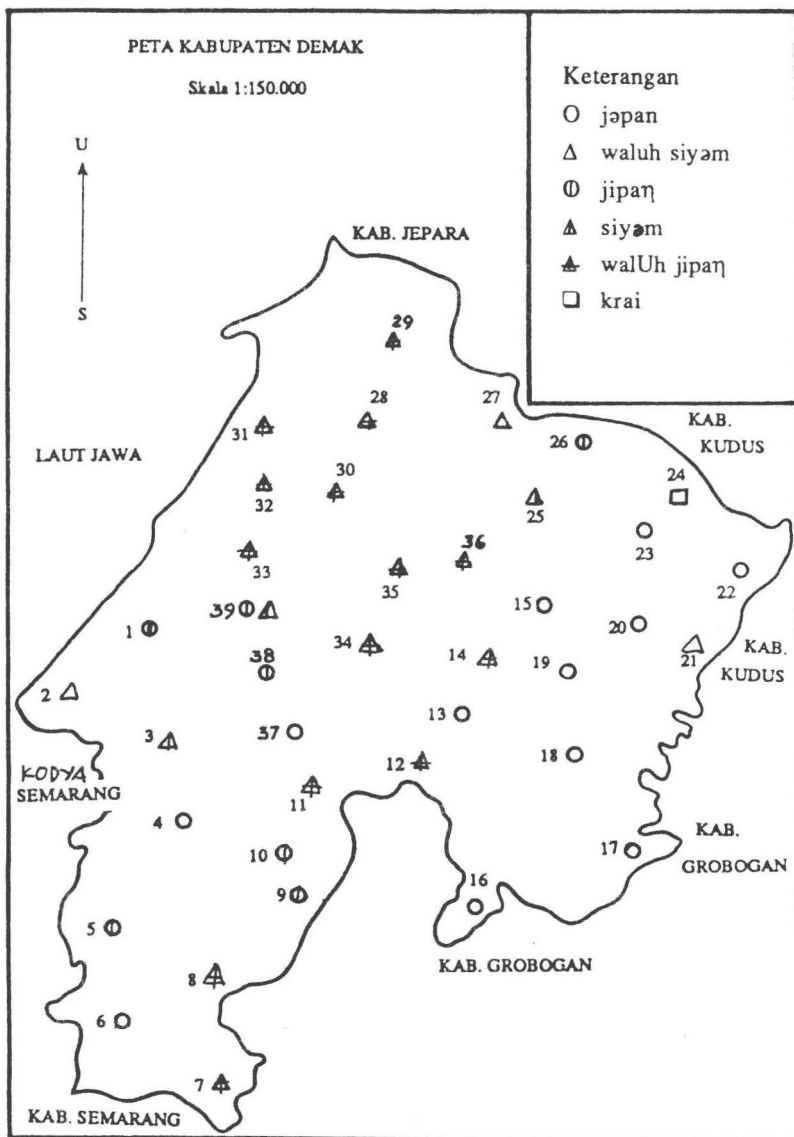 PETA KABUPATEN DEMAK
Skala 1:150.000
U
S
Keterangan
jəpan
waluh siyəm
jipaƞ
siyəm
walUh jipaƞ
krai
KAB. JEPARA
29
28
27
31
26
KAB.
KUDUS
LAUT JAWA
24
30
32
25
23
36
33
35
22
39
15
1
20
34
14
38
19
21
KAB.
KUDUS
2
13
37
3
18
12
KODYA
SEMARANG
11
4
KAB.
GROBOGAN
10
17
9
16
5
KAB. GROBOGAN
8
6
7
KAB. SEMARANG